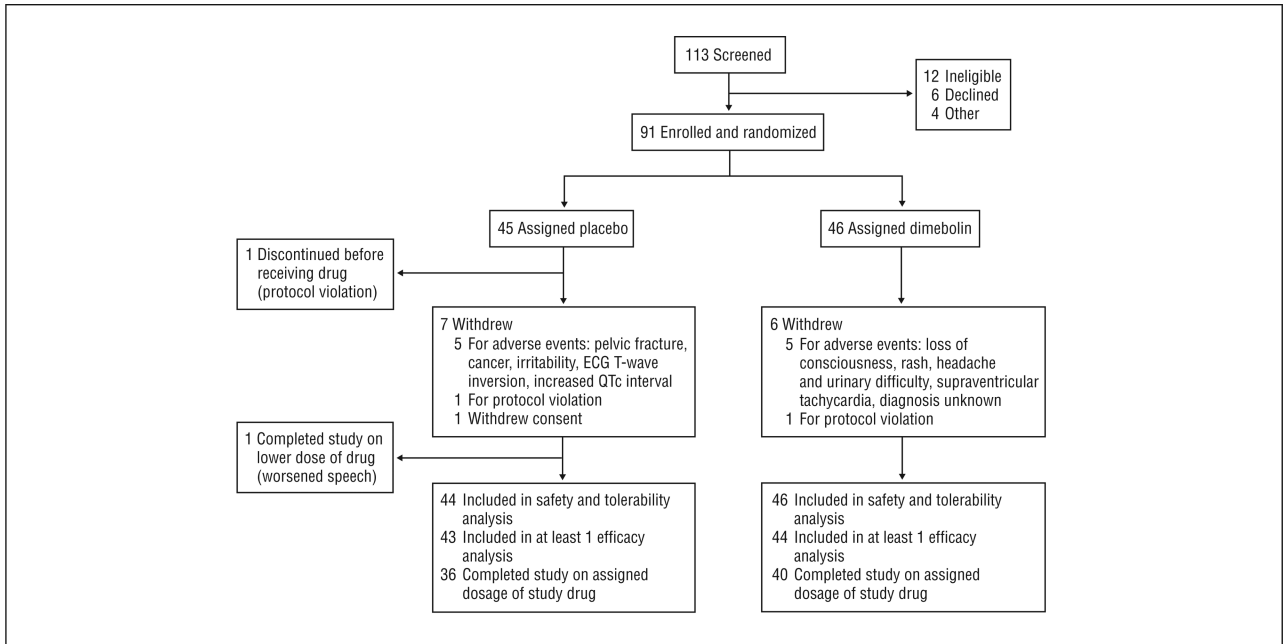 113 Screened
12 Ineligible
6 Declined
4 Other
91 Enrolled and randomized
45 Assigned placebo
46 Assigned dimebolin
1 Discontinued before
receiving drug
(protocol violation)
7 Withdrew
5 For adverse events: pelvic fracture,
cancer, irritability, ECG T-wave
inversion, increased QTc interval
1 For protocol violation
1 Withdrew consent
6 Withdrew
5 For adverse events: loss of
consciousness, rash, headache
and urinary difficulty, supraventricular
tachycardia, diagnosis unknown
1 For protocol violation
1 Completed study on
lower dose of drug
(worsened speech)
44 Included in safety and tolerability
analysis
43 Included in at least 1 efficacy
analysis
36 Completed study on assigned
dosage of study drug
46 Included in safety and tolerability
analysis
44 Included in at least 1 efficacy
analysis
40 Completed study on assigned
dosage of study drug